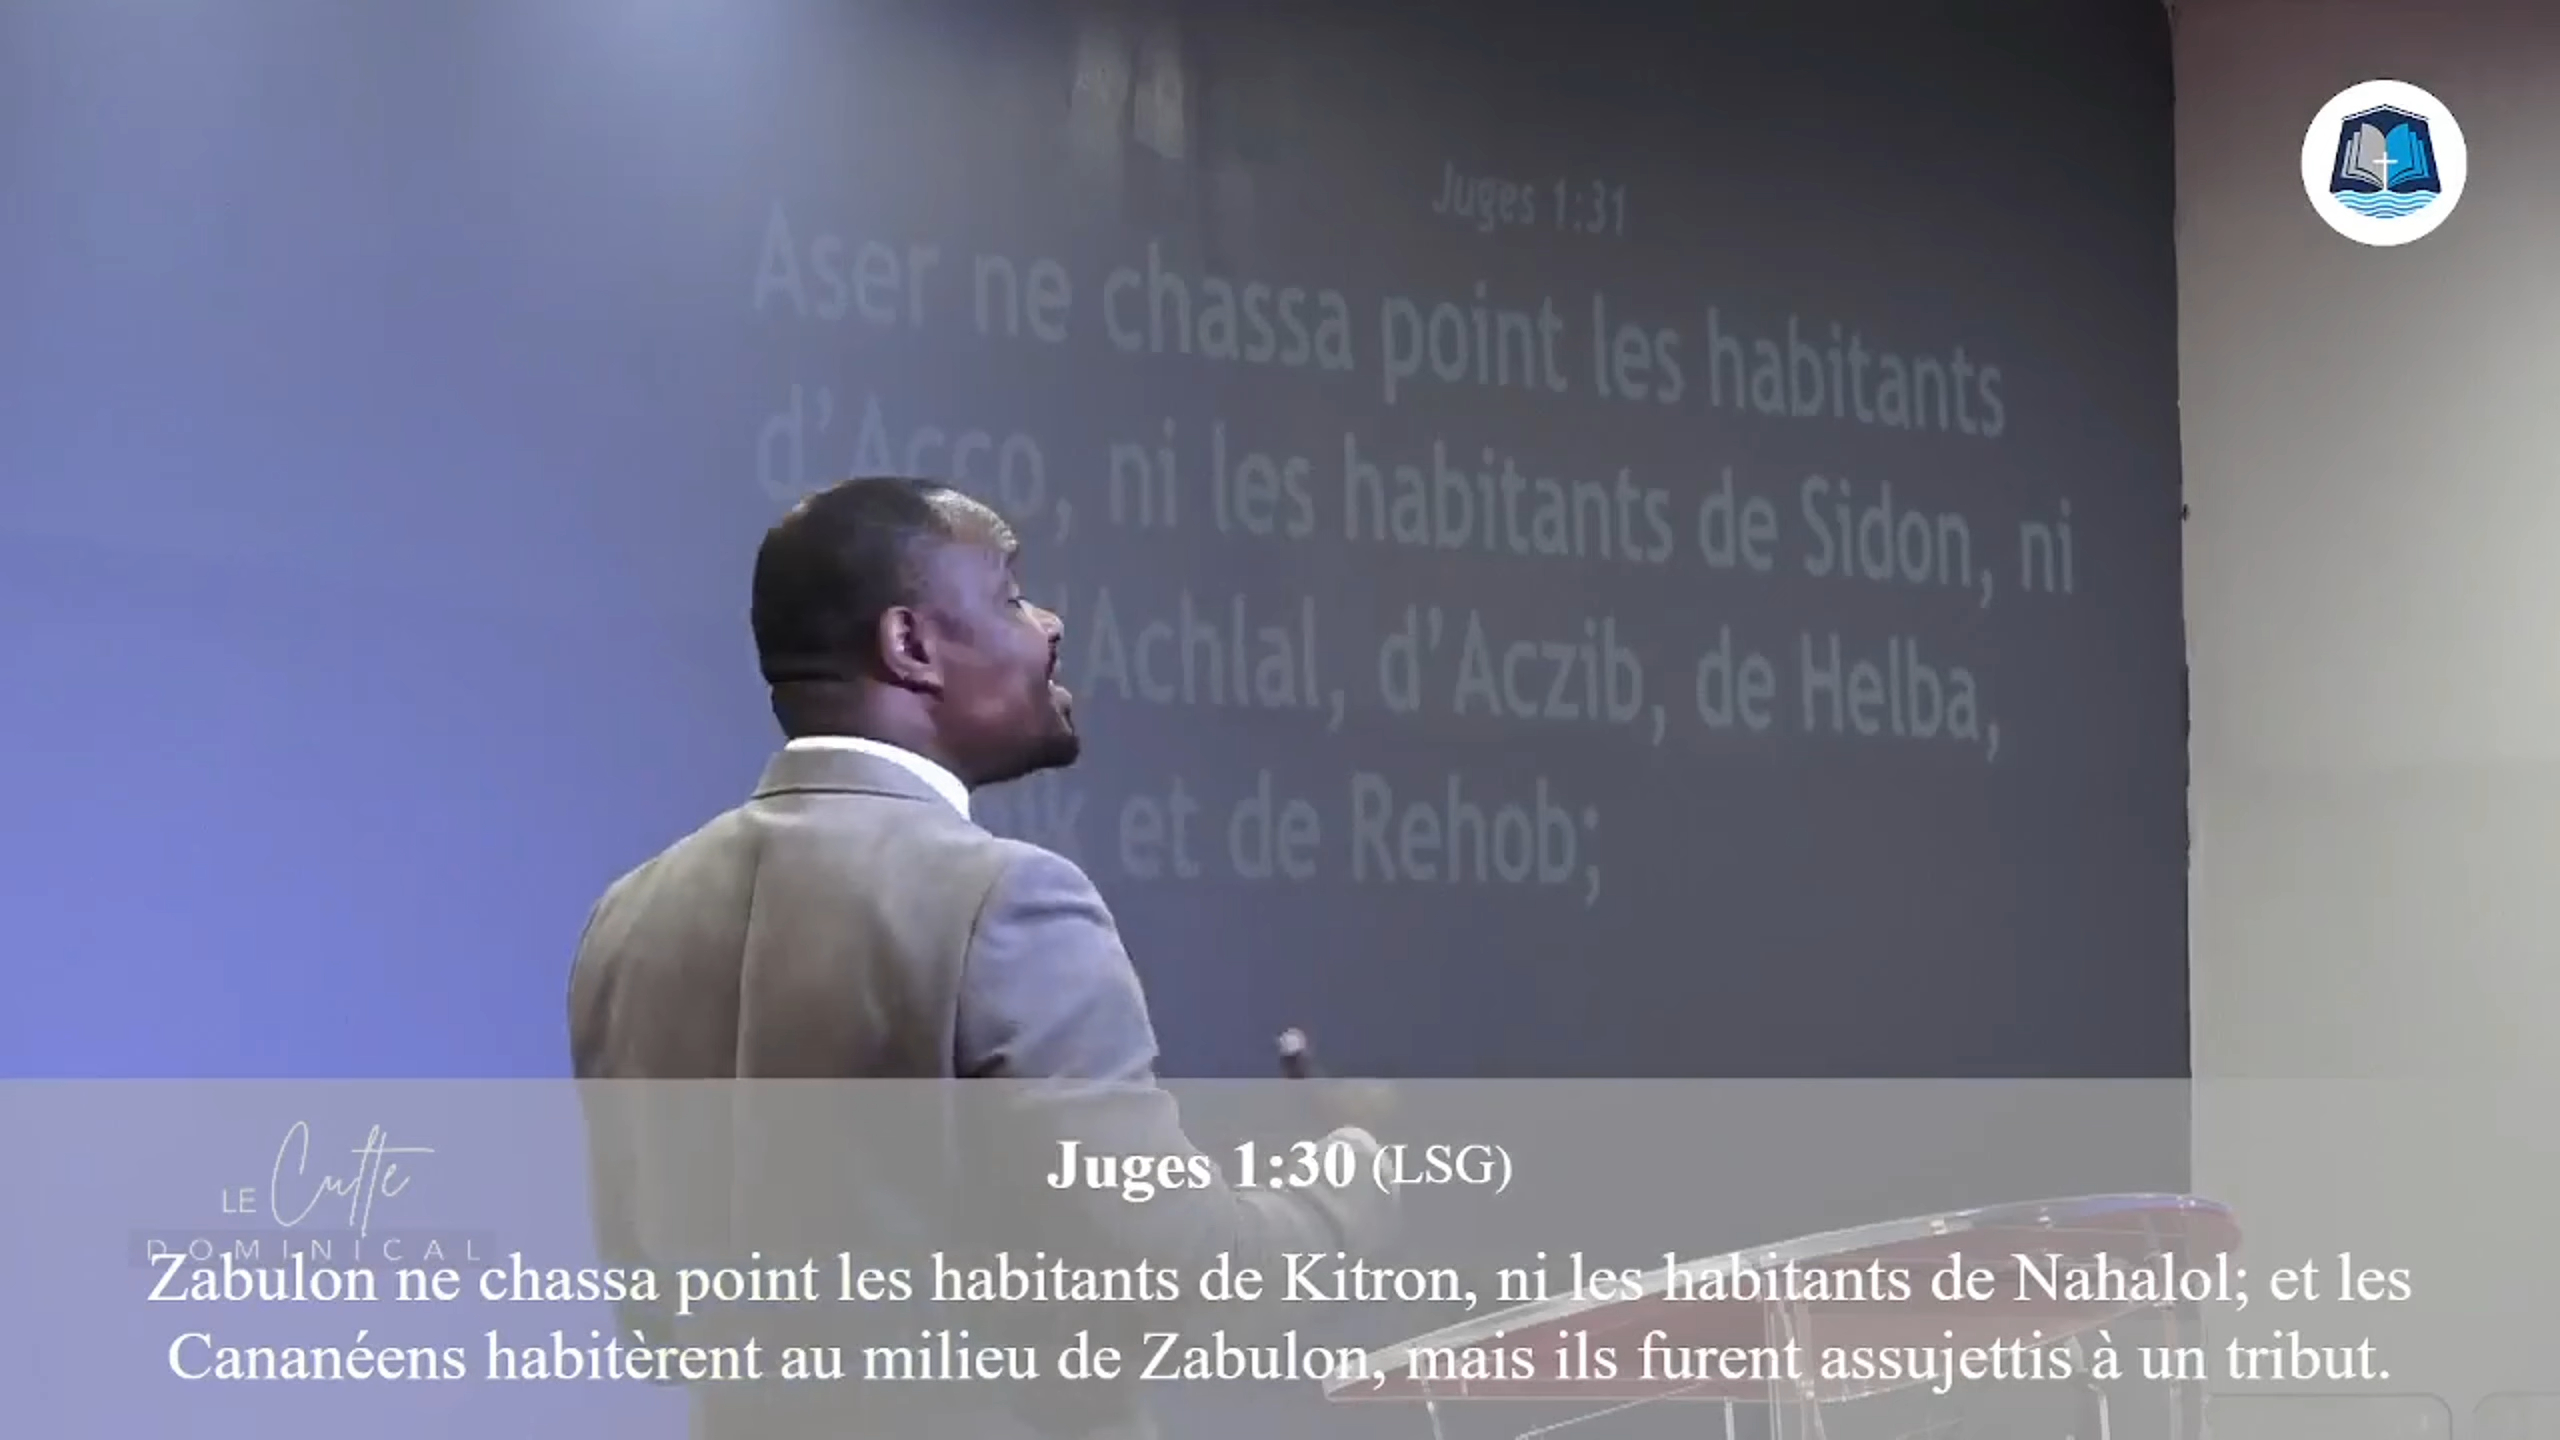 Juges 1:31
Aser ne chassa point les habitants
d'Acco, ni les habitants de Sidon, ni
Achlal, d'Aczib, de Helba,
et de Rehob;
LE Culte
DOMINICAL
Juges 1:30 (LSG)
Zabulon ne chassa point les habitants de Kitron, ni les habitants de Nahalol; et les
Cananéens habitèrent au milieu de Zabulon, mais ils furent assujettis à un tribut.